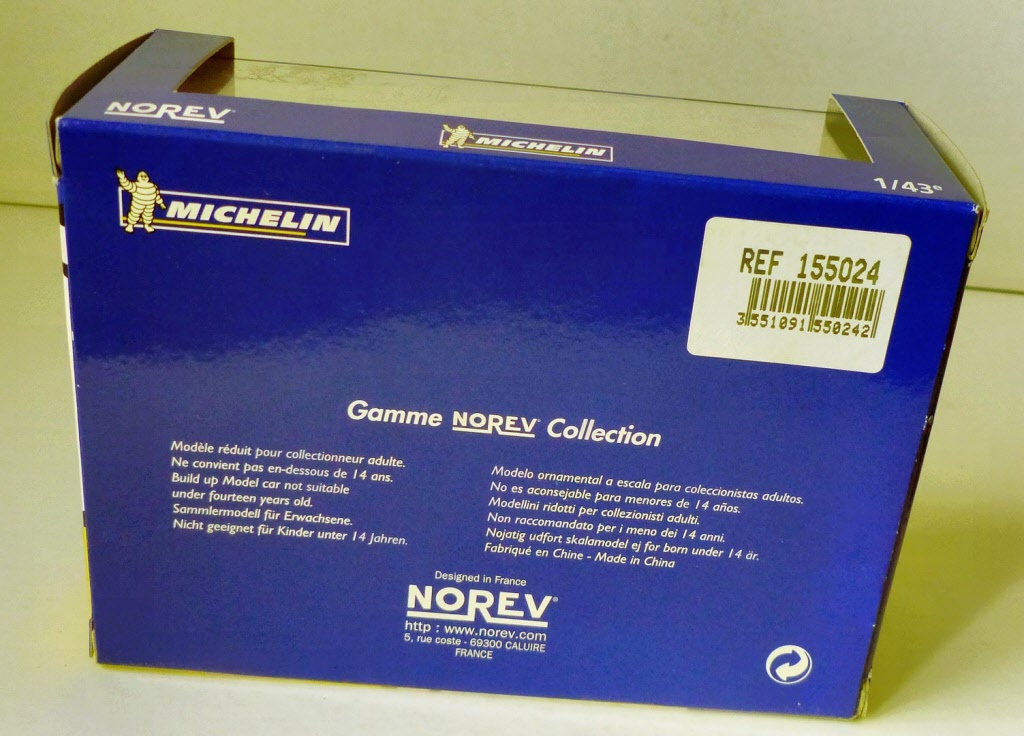 NOREV
MICHELIN
1/43e
MICHELIN
REF 155024
3 551091 550242
Gamme NOREV Collection
Modèle réduit pour collectionneur adulte.
Ne convient pas en-dessous de 14 ans.
Build up Model car not suitable
under fourteen years old.
Sammlermodell für Erwachsene.
Nicht geeignet für Kinder unter 14 Jahren.
Modelo ornamental a escala para coleccionistas adultos.
No es aconsejable para menores de 14 años.
Modellini ridotti per collezionisti adulti.
Non raccomandato per i meno dei 14 anni.
Nojatig udfort skalamodel ej for born under 14 år.
Fabriqué en Chine - Made in China
Designed in France
NOREV®
http : www.norev.com
5, rue coste - 69300 CALUIRE
FRANCE